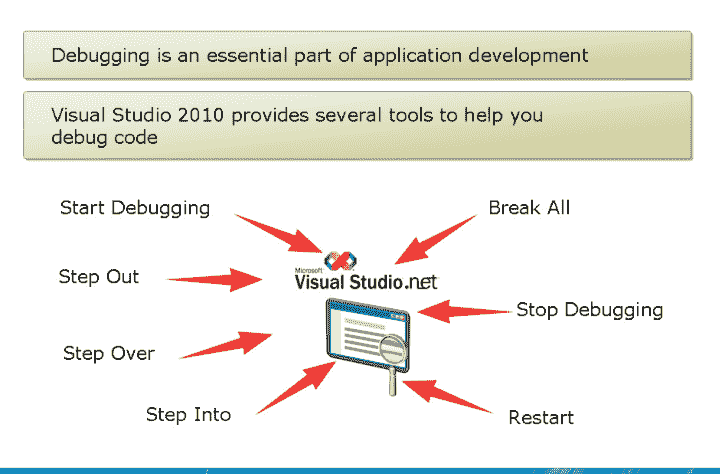 Debugging is an essential part of application development
Visual Studio 2010 provides several tools to help you
debug code
Start Debugging
Break All
Step Out
Microsoft
Visual Studio.net
Stop Debugging
Step Over
Step Into
Restart